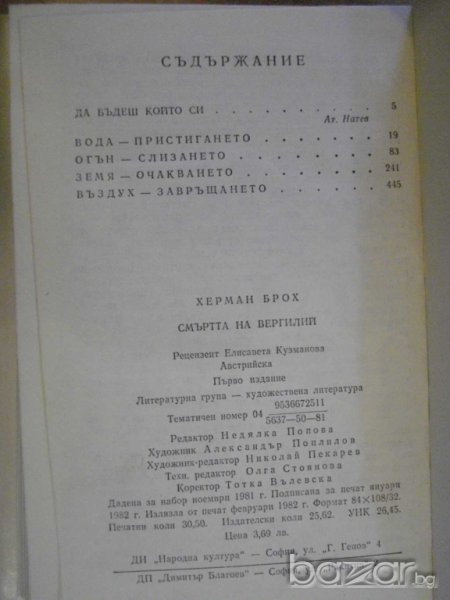 СЪДЪРЖАНИЕ
ДА БЪДЕШ КОЙТО СИ . . . . . . . . . . 5
Ат. Натев
ВОДА — ПРИСТИГАНЕТО . . . . . . . . 19
ОГЪН — СЛИЗАНЕТО . . . . . . . . . 83
ЗЕМЯ — ОЧАКВАНЕТО . . . . . . . . 241
ВЪЗДУХ — ЗАВРЪЩАНЕТО . . . . . . . 445
ХЕРМАН БРОХ
СМЪРТТА НА ВЕРГИЛИЙ
Рецензент Елисавета Кузманова
Австрийска
Първо издание
Литературна група — художествена литература
Тематичен номер 04 9536672511
5637—50—81
Редактор Недялка Попова
Художник Александър Поплилов
Художник-редактор Николай Пекарев
Техн. редактор Олга Стоянова
Коректор Тотка Вълевска
Дадена за набор ноември 1981 г. Подписана за печат януари
1982 г. Излязла от печат февруари 1982 г. Формат 84×108/32.
Печатни коли 30,50. Издателски коли 25,62. УИК 26,45.
Цена 3,69 лв.
ДИ „Народна култура“ — София, ул. „Г. Генов“ 4
ДП „Димитър Благоев“ — София, ул.
bazar.бг